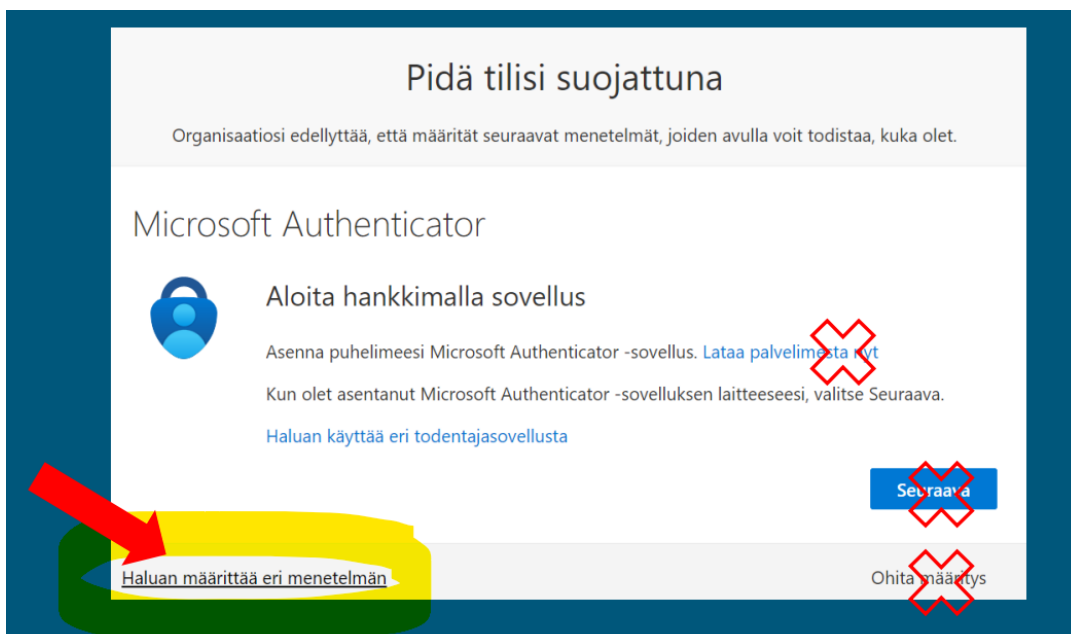 Pidä tilisi suojattuna
Organisaatiosi edellyttää, että määrität seuraavat menetelmät, joiden avulla voit todistaa, kuka olet.
Microsoft Authenticator
Aloita hankkimalla sovellus
Asenna puhelimeesi Microsoft Authenticator -sovellus. Lataa palvelimesta nyt
Kun olet asentanut Microsoft Authenticator -sovelluksen laitteeseesi, valitse Seuraava.
Haluan käyttää eri todentajasovellusta
Seuraava
Haluan määrittää eri menetelmän
Ohita määritys